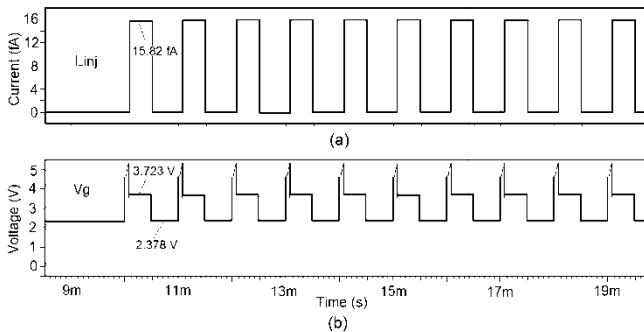 Current (fA)
16
12
8
4
0
I_inj
15.82 fA
(a)
Voltage (V)
5
4
3
2
1
0
Vg
3.723 V
2.378 V
9m 11m 13m 15m 17m 19m
Time (s)
(b)